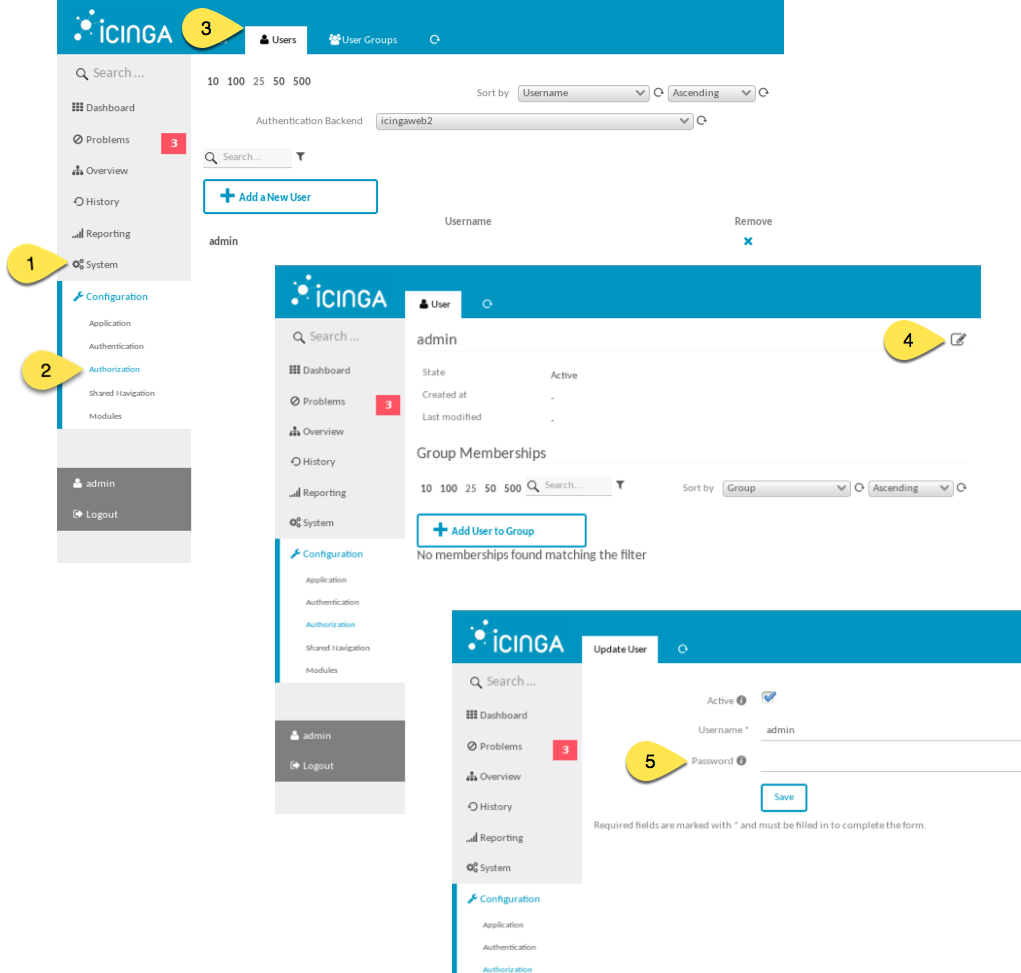 icinga
3
Users
User Groups
Search ...
10 100 25 50 500
Sort by Username Ascending
Dashboard
Authentication Backend icingaweb2
Problems 3
Search...
Overview
Add a New User
History
Username Remove
Reporting
admin
1
System
Configuration
Application
Authentication
2
Authorization
Shared Navigation
Modules
admin
Logout
icinga
User
Search ...
admin
4
Dashboard
State Active
Problems 3
Created at -
Last modified -
Overview
Group Memberships
History
10 100 25 50 500 Search... Sort by Group Ascending
Reporting
System
Add User to Group
Configuration
No memberships found matching the filter
Application
Authentication
Authorization
Shared Navigation
Modules
admin
Logout
icinga
Update User
Search ...
Active
Dashboard
Username * admin
Problems 3
5
Password
Overview
Save
History
Required fields are marked with * and must be filled in to complete the form.
Reporting
System
Configuration
Application
Authentication
Authorization